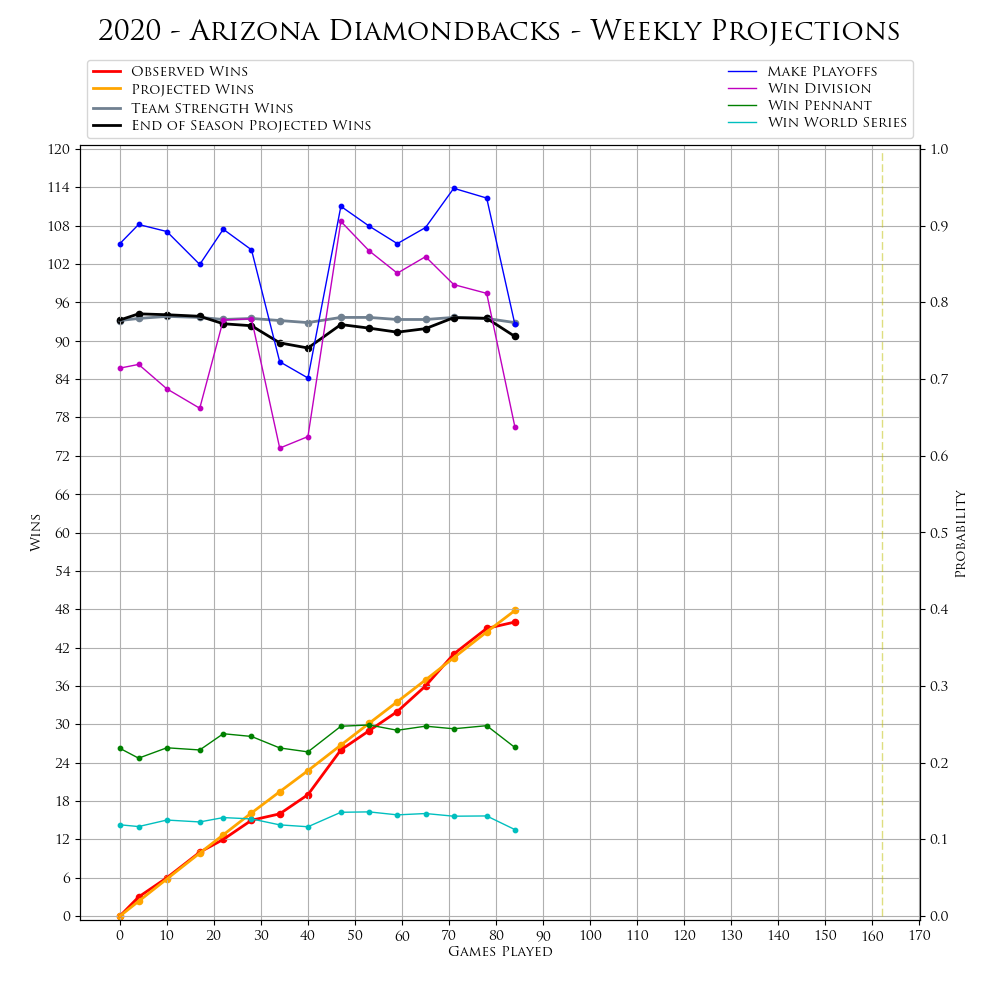 2020 - Arizona Diamondbacks - Weekly Projections
Observed Wins
Projected Wins
Team Strength Wins
End of Season Projected Wins
Make Playoffs
Win Division
Win Pennant
Win World Series
120
114
108
102
96
90
84
78
72
66
60
54
48
42
36
30
24
18
12
6
0
Wins
1.0
0.9
0.8
0.7
0.6
0.5
0.4
0.3
0.2
0.1
0.0
Probability
0 10 20 30 40 50 60 70 80 90 100 110 120 130 140 150 160 170
Games Played